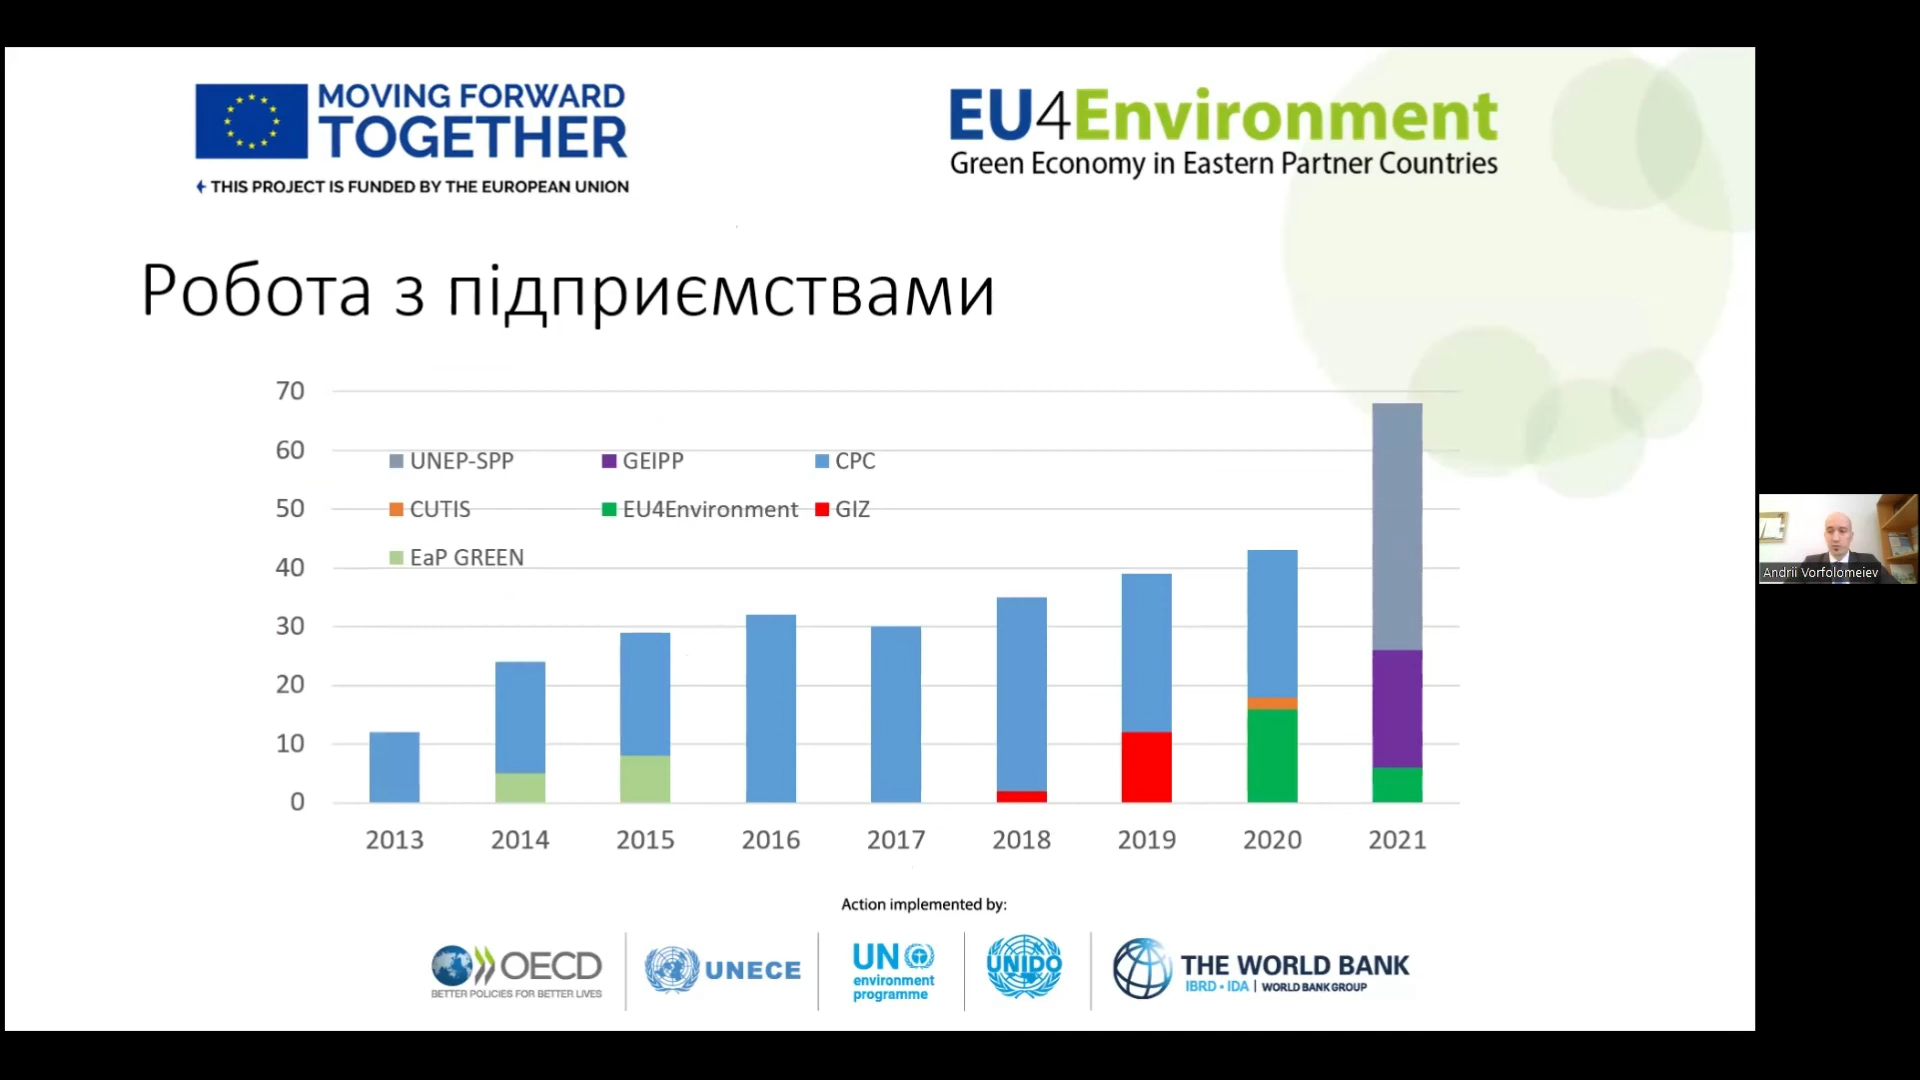 MOVING FORWARD
TOGETHER
THIS PROJECT IS FUNDED BY THE EUROPEAN UNION
EU4Environment
Green Economy in Eastern Partner Countries
Робота з підприємствами
70
60
50
40
30
20
10
0
UNEP-SPP GEIPP CPC
CUTIS EU4Environment GIZ
EaP GREEN
2013 2014 2015 2016 2017 2018 2019 2020 2021
Action implemented by:
OECD
BETTER POLICIES FOR BETTER LIVES
UNECE
UN
environment
programme
UNIDO
THE WORLD BANK
IBRD • IDA | WORLD BANK GROUP
Andrii Vorfolomeiev